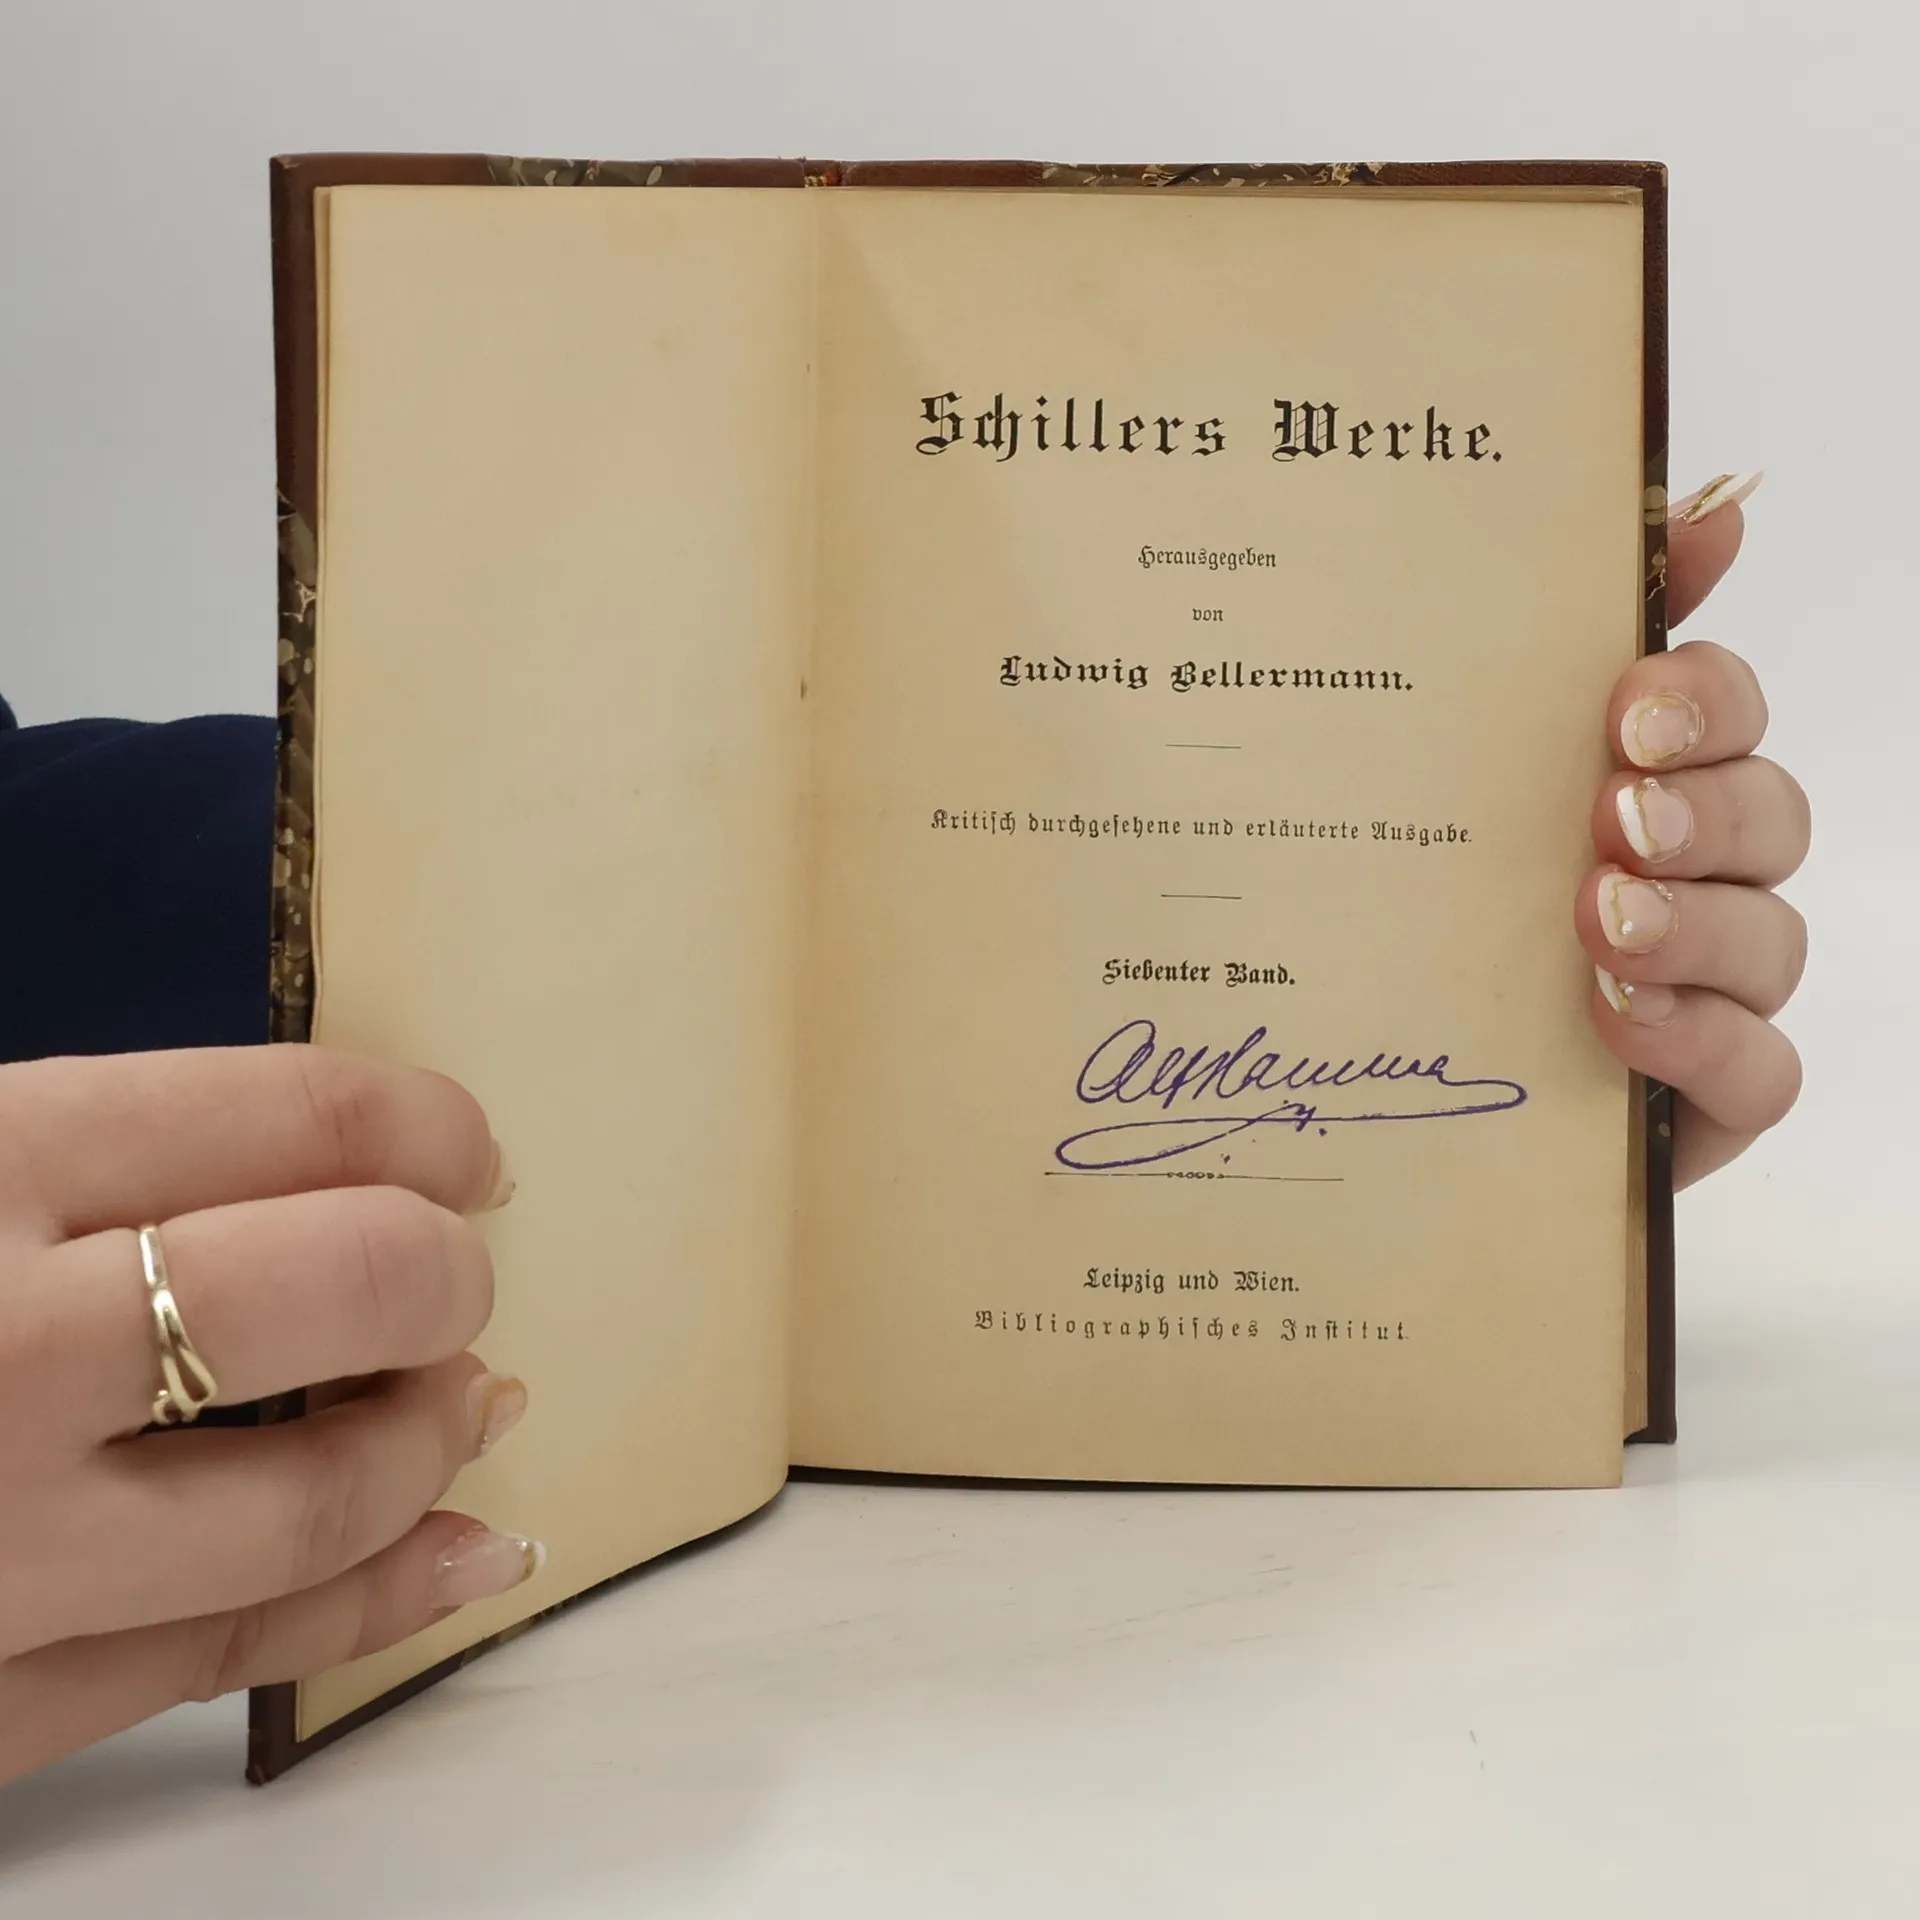 Schillers Werke.
Herausgegeben
von
Ludwig Bellermann.
Kritisch durchgesehene und erläuterte Ausgabe.
Siebenter Band.
Leipzig und Wien.
Bibliographisches Institut.